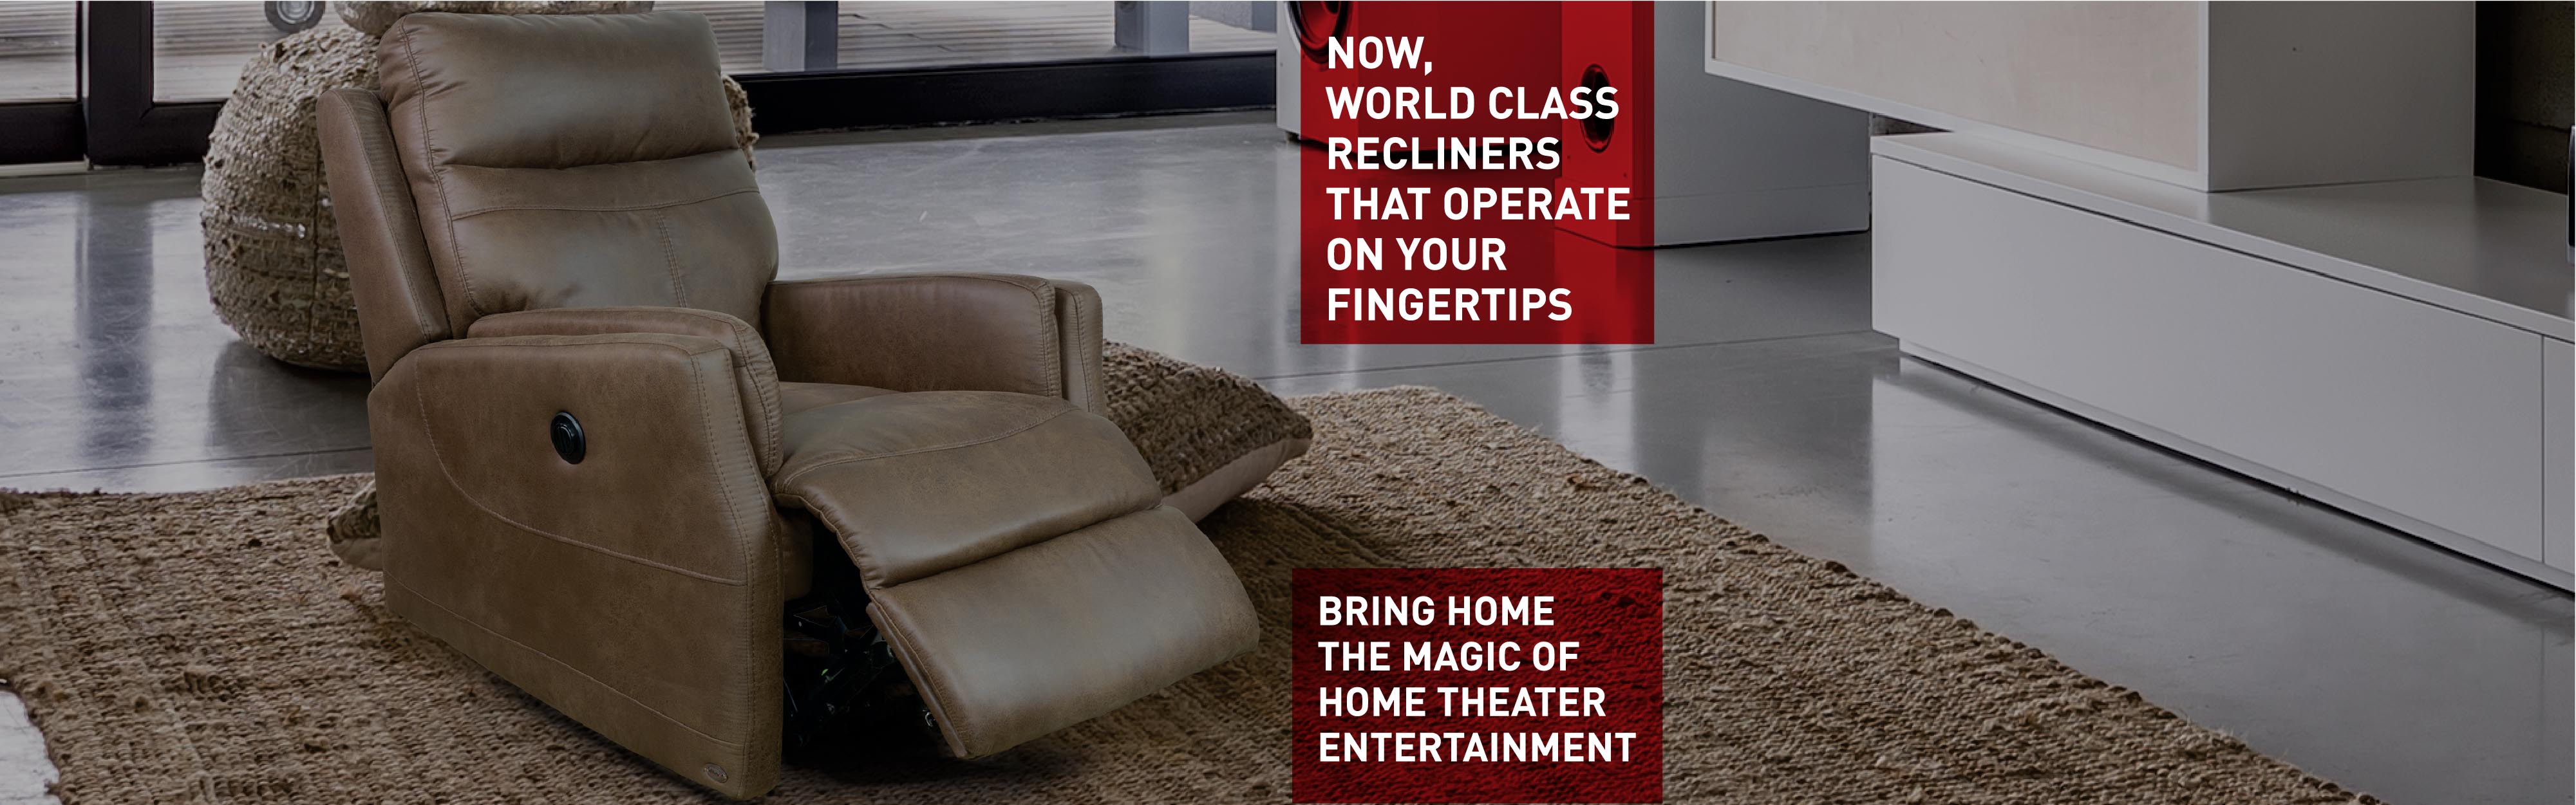 NOW,
WORLD CLASS
RECLINERS
THAT OPERATE
ON YOUR
FINGERTIPS
BRING HOME
THE MAGIC OF
HOME THEATER
ENTERTAINMENT